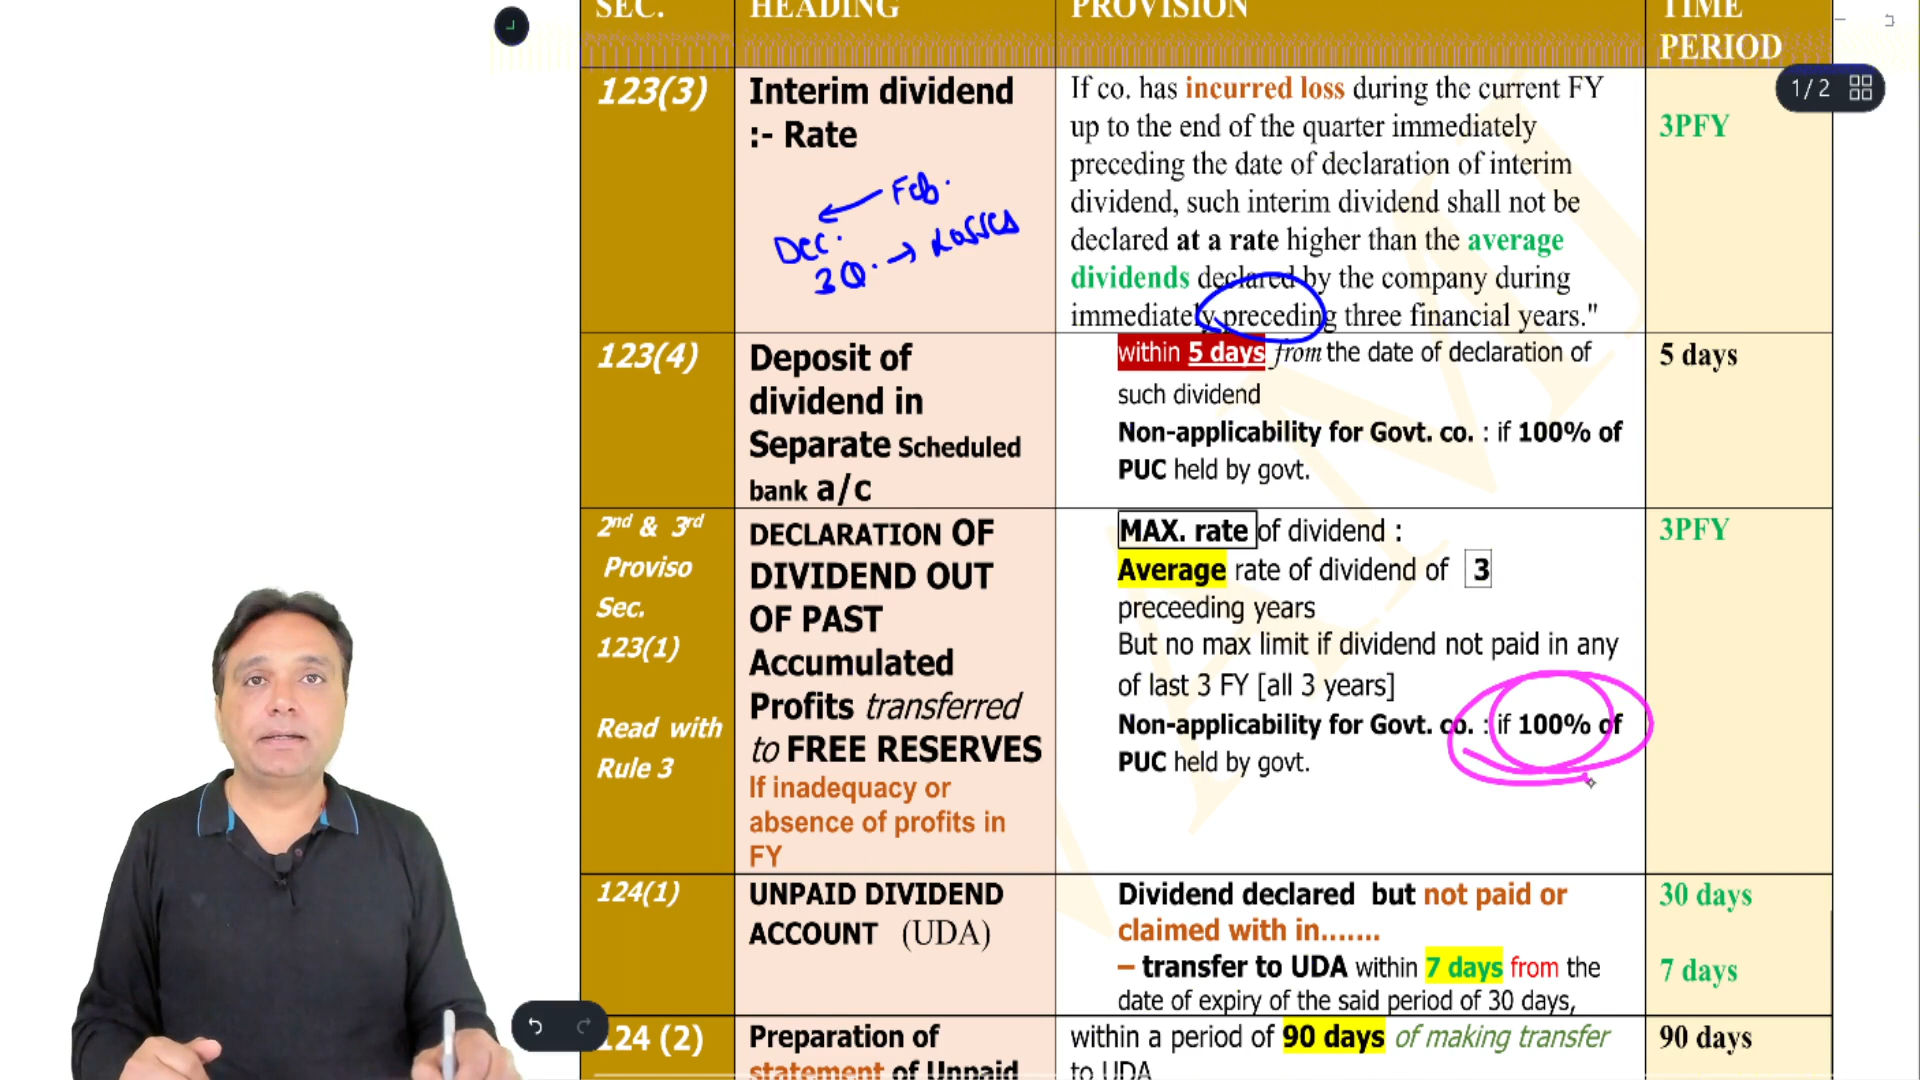 SEC.
HEADING
PROVISION
TIME
PERIOD
1/2
123(3)
Interim dividend
:- Rate
Feb.
Dec.
3Q. → Losses
If co. has incurred loss during the current FY
up to the end of the quarter immediately
preceding the date of declaration of interim
dividend, such interim dividend shall not be
declared at a rate higher than the average
dividends declared by the company during
immediately preceding three financial years."
3PFY
123(4)
Deposit of
dividend in
Separate Scheduled
bank a/c
within 5 days from the date of declaration of
such dividend
Non-applicability for Govt. co. : if 100% of
PUC held by govt.
5 days
2nd & 3rd
Proviso
Sec.
123(1)
Read with
Rule 3
DECLARATION OF
DIVIDEND OUT
OF PAST
Accumulated
Profits transferred
to FREE RESERVES
If inadequacy or
absence of profits in
FY
MAX. rate of dividend :
Average rate of dividend of 3
preceeding years
But no max limit if dividend not paid in any
of last 3 FY [all 3 years]
Non-applicability for Govt. co. : if 100% of
PUC held by govt.
3PFY
124(1)
UNPAID DIVIDEND
ACCOUNT (UDA)
Dividend declared but not paid or
claimed with in.......
– transfer to UDA within 7 days from the
date of expiry of the said period of 30 days,
30 days
7 days
124 (2)
Preparation of
statement of Unpaid
within a period of 90 days of making transfer
to UDA
90 days